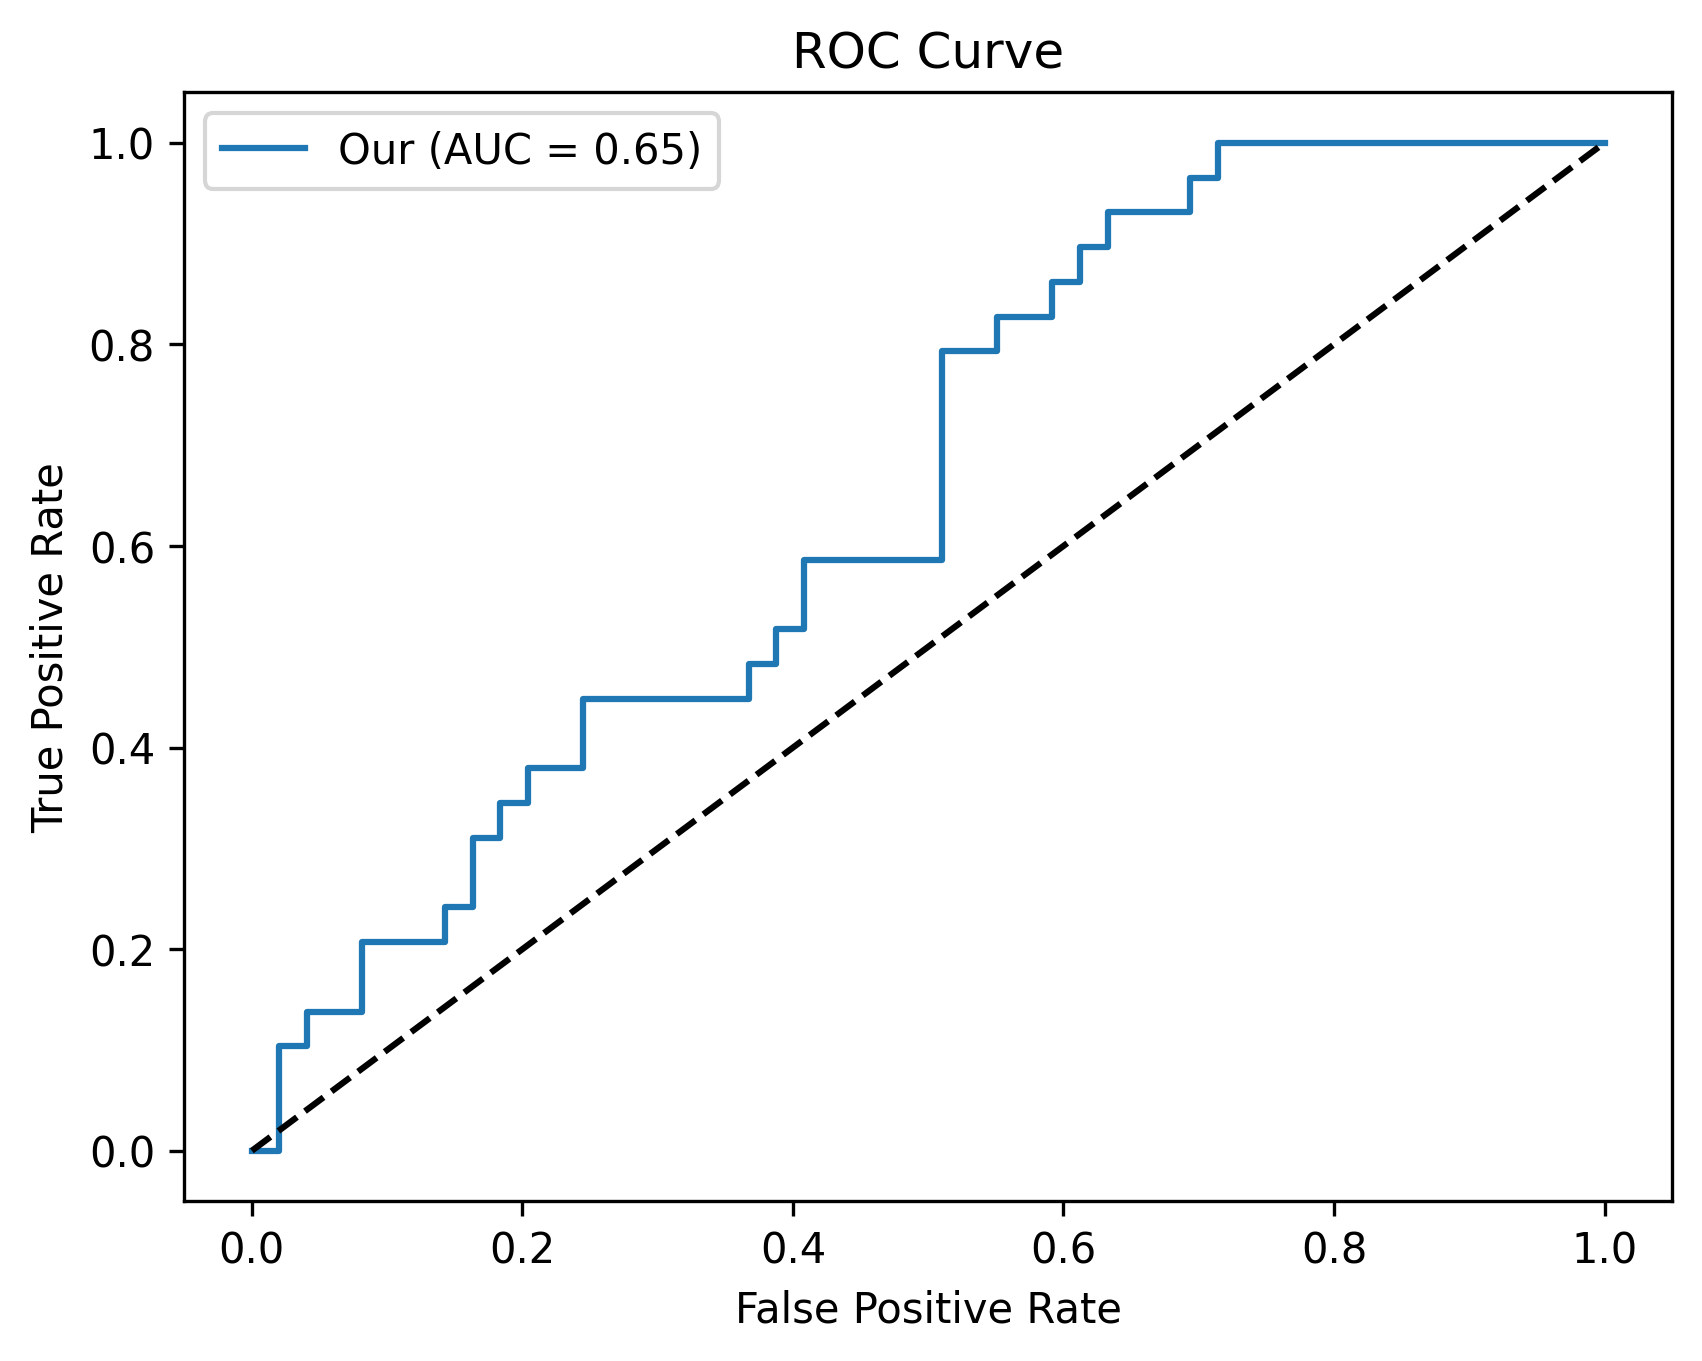 ROC Curve
Our (AUC = 0.65)
True Positive Rate
1.0
0.8
0.6
0.4
0.2
0.0
0.0 0.2 0.4 0.6 0.8 1.0
False Positive Rate